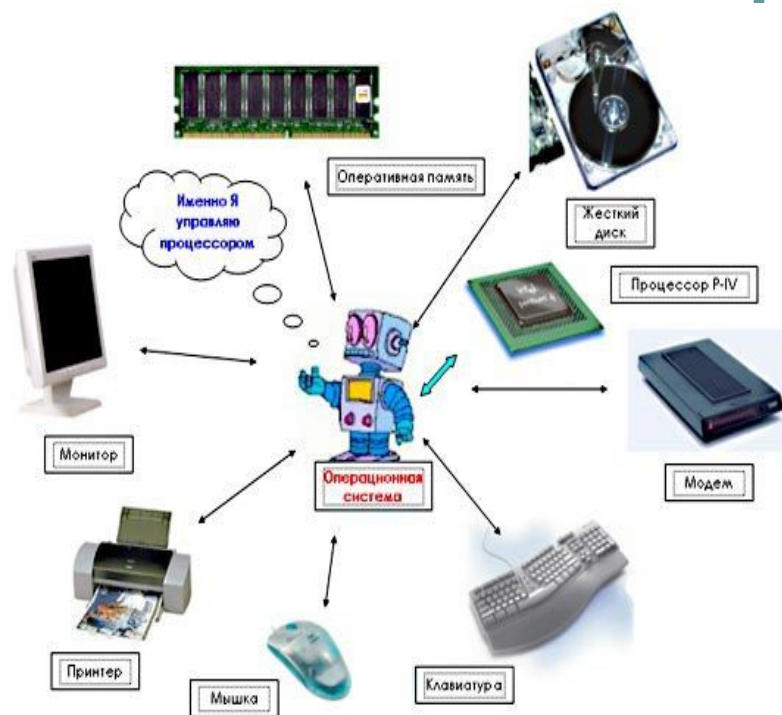 Оперативная память
Жесткий
диск
Именно Я
управляю
процессором
Процессор P-IV
Монитор
Модем
Операционная
система
Принтер
Мышка
Клавиатура